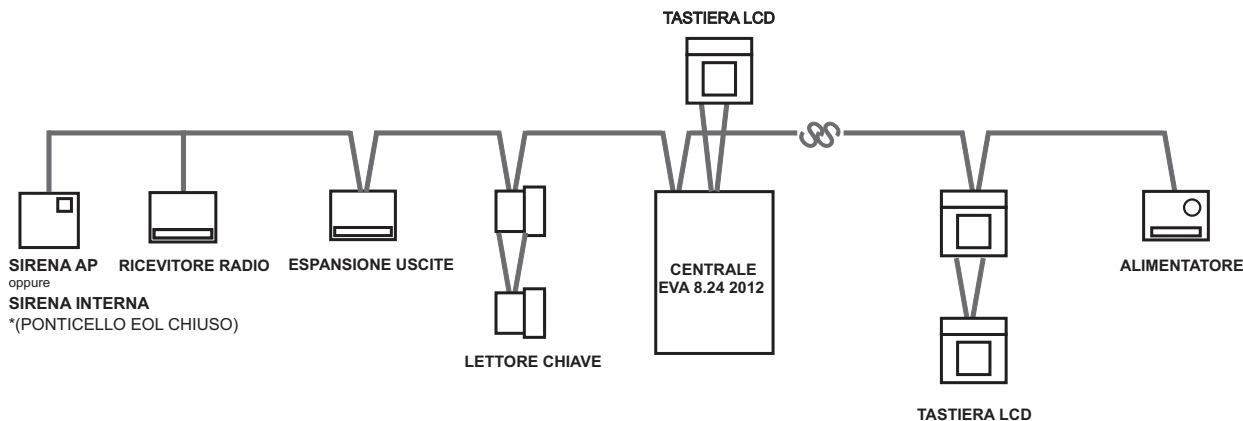 TASTIERA LCD
SIRENA AP
oppure
SIRENA INTERNA
*(PONTICELLO EOL CHIUSO)
RICEVITORE RADIO
ESPANSIONE USCITE
LETTORE CHIAVE
CENTRALE
EVA 8.24 2012
ALIMENTATORE
TASTIERA LCD